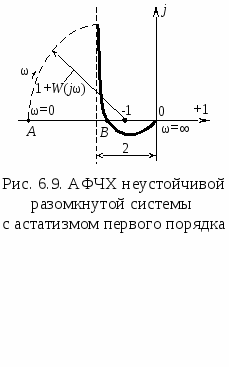 j
ω
1+W(jω)
ω=0 -1 0 +1
A B ω=∞
2
Рис. 6.9. АФЧХ неустойчивой
разомкнутой системы
с астатизмом первого порядка